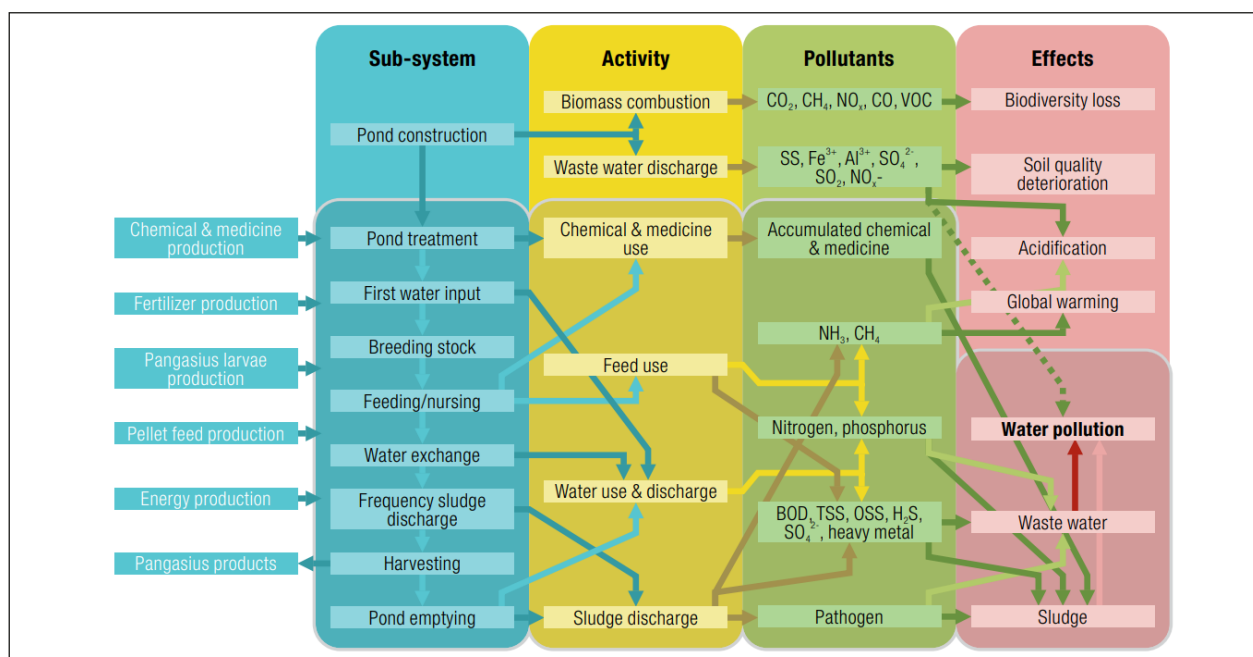 Sub-system
Activity
Pollutants
Effects
Pond construction
Biomass combustion
Waste water discharge
CO₂, CH₄, NOₓ, CO, VOC
SS, Fe³⁺, Al³⁺, SO₄²⁻,
SO₂, NOₓ-
Biodiversity loss
Soil quality
deterioration
Chemical & medicine
production
Fertilizer production
Pangasius larvae
production
Pellet feed production
Energy production
Pangasius products
Pond treatment
First water input
Breeding stock
Feeding/nursing
Water exchange
Frequency sludge
discharge
Harvesting
Pond emptying
Chemical & medicine
use
Feed use
Water use & discharge
Sludge discharge
Accumulated chemical
& medicine
NH₃, CH₄
Nitrogen, phosphorus
BOD, TSS, OSS, H₂S,
SO₄²⁻, heavy metal
Pathogen
Acidification
Global warming
Water pollution
Waste water
Sludge